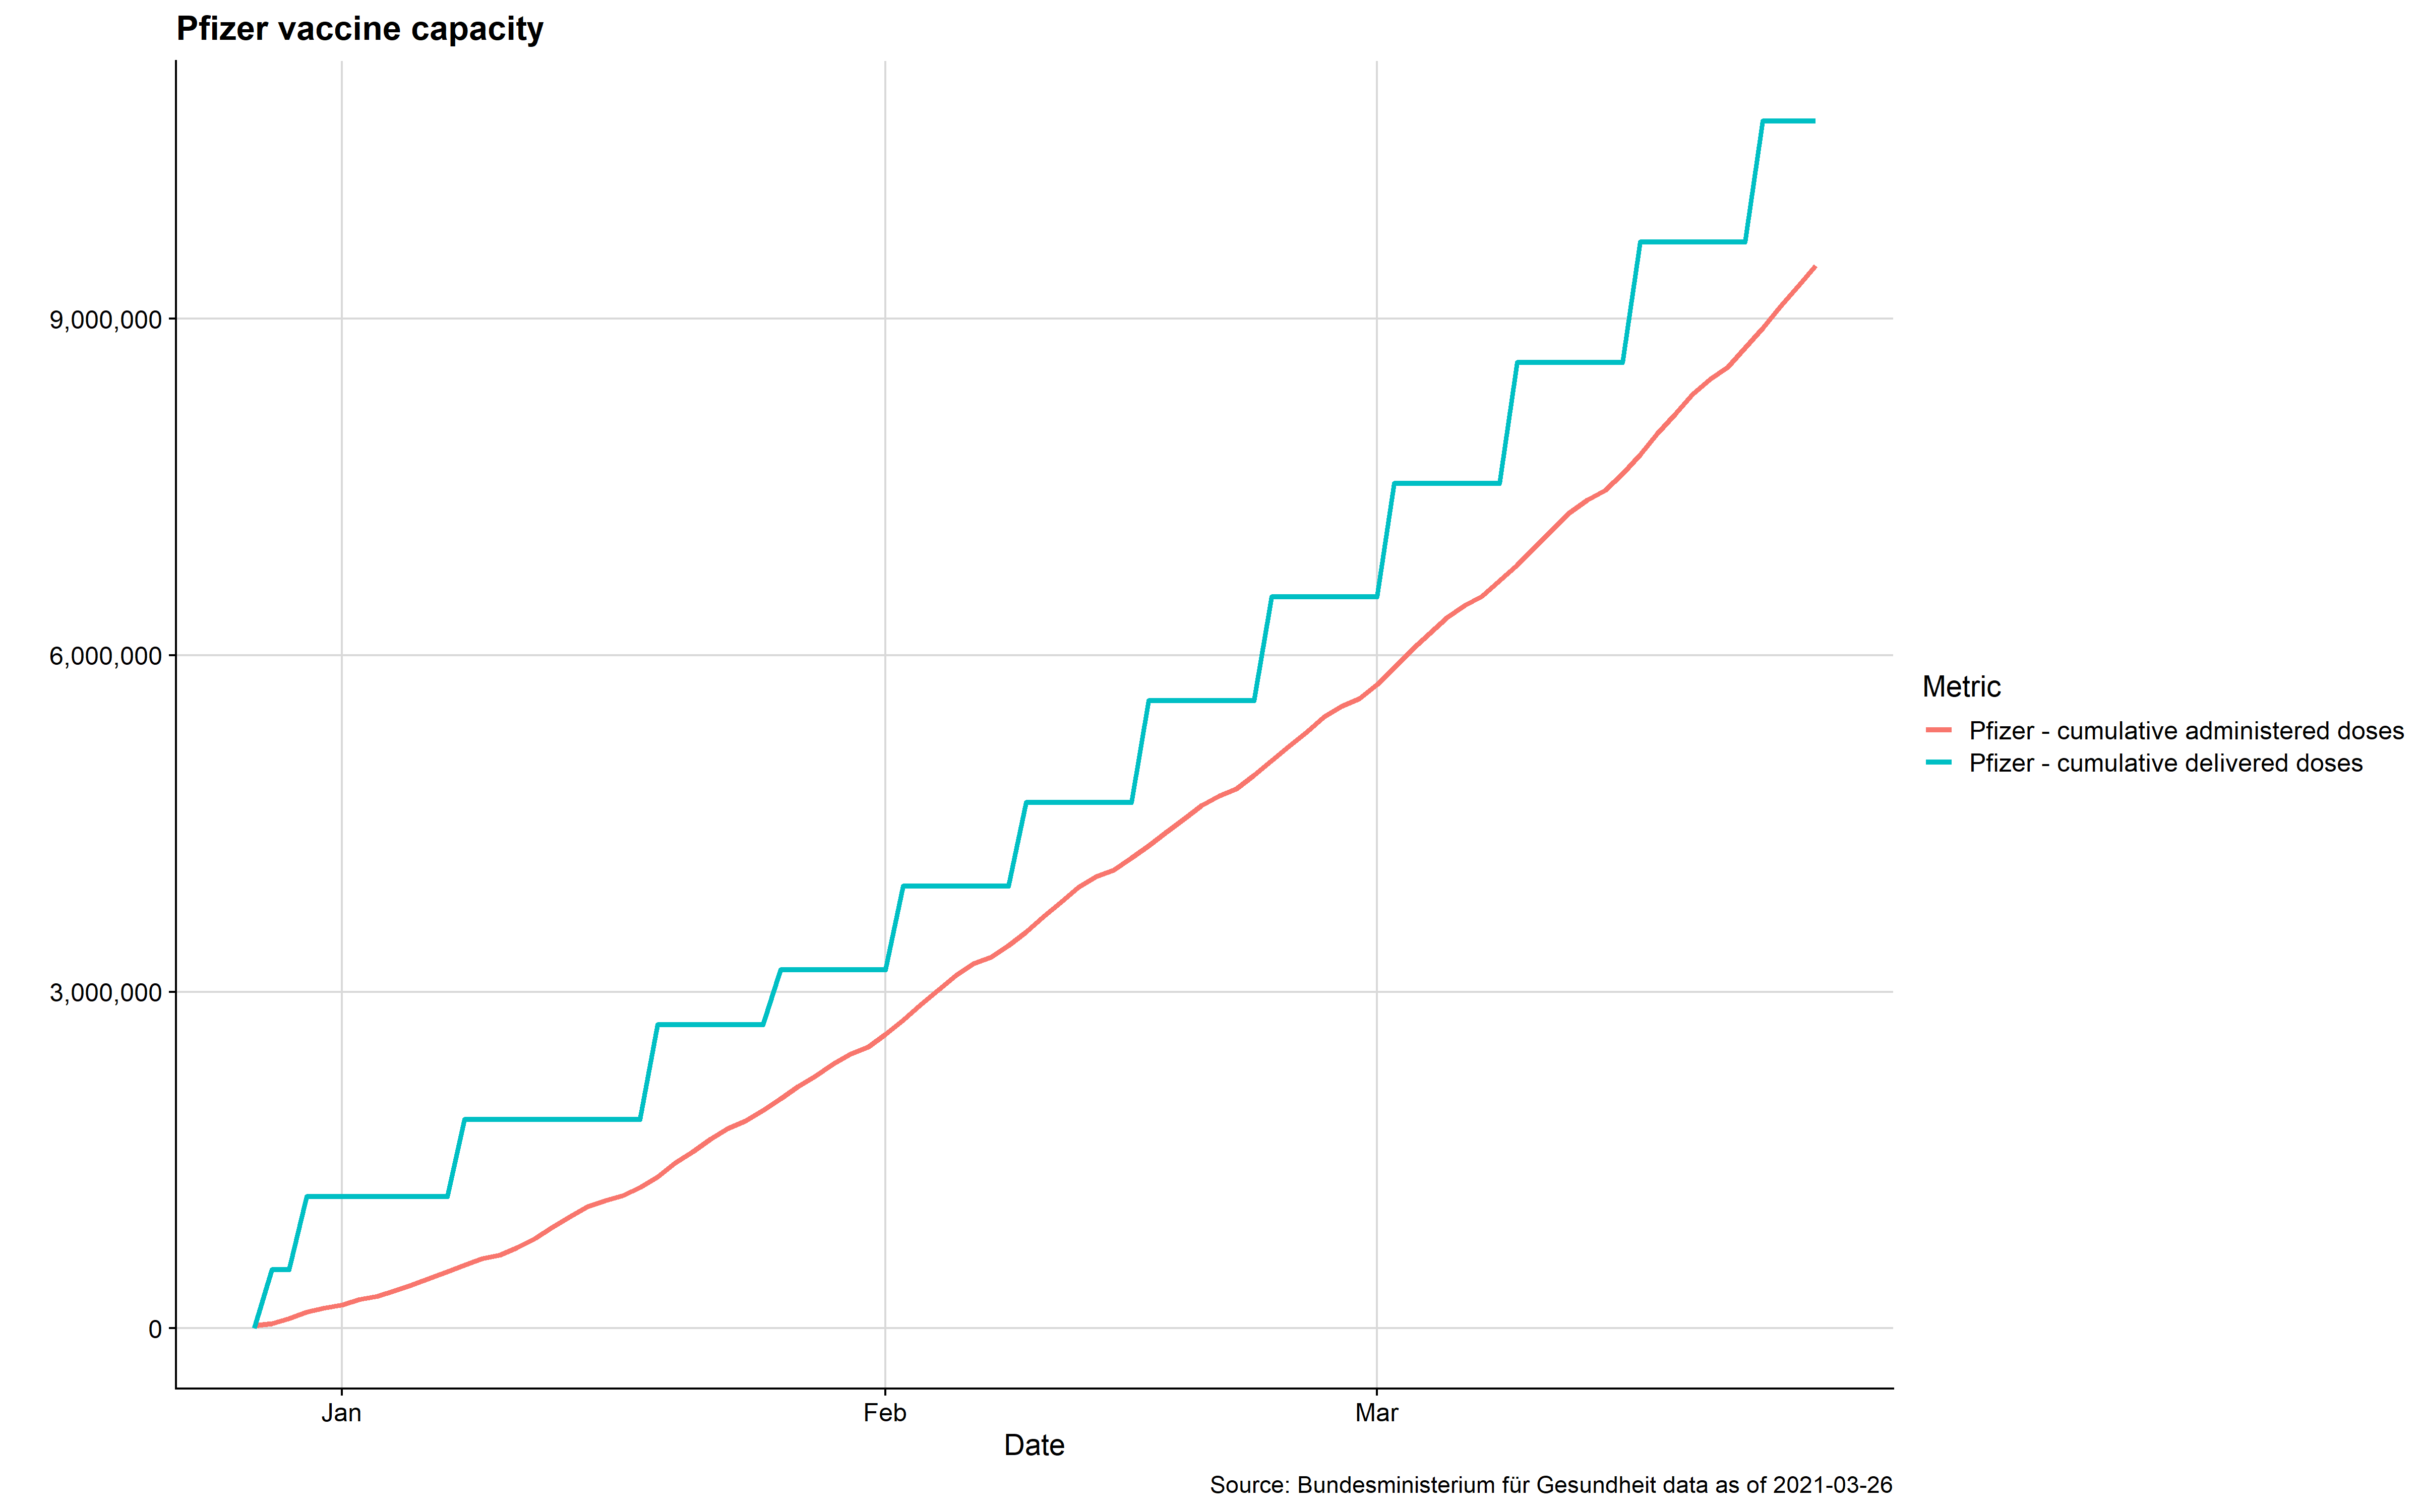 Pfizer vaccine capacity
9,000,000
6,000,000
3,000,000
0
Jan Feb Mar
Date
Metric
Pfizer - cumulative administered doses
Pfizer - cumulative delivered doses
Source: Bundesministerium für Gesundheit data as of 2021-03-26